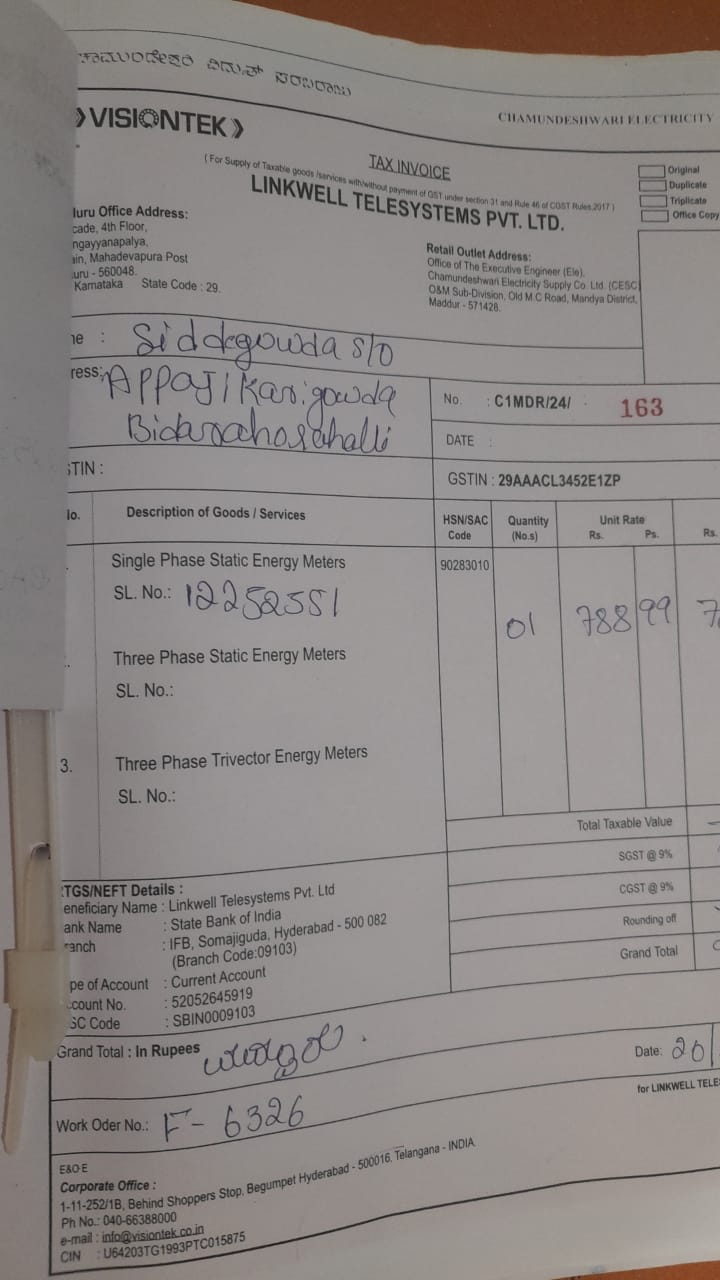 ಚಾಮುಂಡೇಶ್ವರಿ ವಿದ್ಯುತ್ ಸರಬರಾಜು
CHAMUNDESHWARI ELECTRICITY
VISIONTEK
TAX INVOICE
( For Supply of Taxable goods /services with/without payment of GST under section 31 and Rule 46 of CGST Rules.2017 )
LINKWELL TELESYSTEMS PVT. LTD.
Original
Duplicate
Triplicate
Office Copy
luru Office Address:
cade, 4th Floor,
ngayyanapalya,
ain, Mahadevapura Post
uru - 560048.
Karnataka State Code : 29.
Retail Outlet Address:
Office of The Executive Engineer (Ele),
Chamundeshwari Electricity Supply Co. Ltd. (CESC
O&M Sub-Division, Old M.C Road, Mandya District,
Maddur - 571428.
ne : Siddegowda S/O
ress: Appaji Karigowda
No. : C1MDR/24/ 163
DATE :
STIN :
GSTIN : 29AAACL3452E1ZP
lo. Description of Goods / Services HSN/SAC Code Quantity (No.s) Unit Rate Rs. Ps. Rs.
Single Phase Static Energy Meters 90283010
SL. No.: 12252551 01 788 99
Three Phase Static Energy Meters
SL. No.:
3. Three Phase Trivector Energy Meters
SL. No.:
Total Taxable Value
SGST @ 9%
CGST @ 9%
Rounding off
Grand Total
TGS/NEFT Details :
eneficiary Name : Linkwell Telesystems Pvt. Ltd
ank Name : State Bank of India
ranch : IFB, Somajiguda, Hyderabad - 500 082
(Branch Code:09103)
pe of Account : Current Account
ccount No. : 52052645919
SC Code : SBIN0009103
Grand Total : In Rupees
Date: 20/
for LINKWELL TELE
Work Oder No.: F- 6326
E&O.E
Corporate Office :
1-11-252/1B, Behind Shoppers Stop, Begumpet Hyderabad - 500016. Telangana - INDIA
Ph No.: 040-66388000
e-mail : info@visiontek.co.in
CIN : U64203TG1993PTC015875